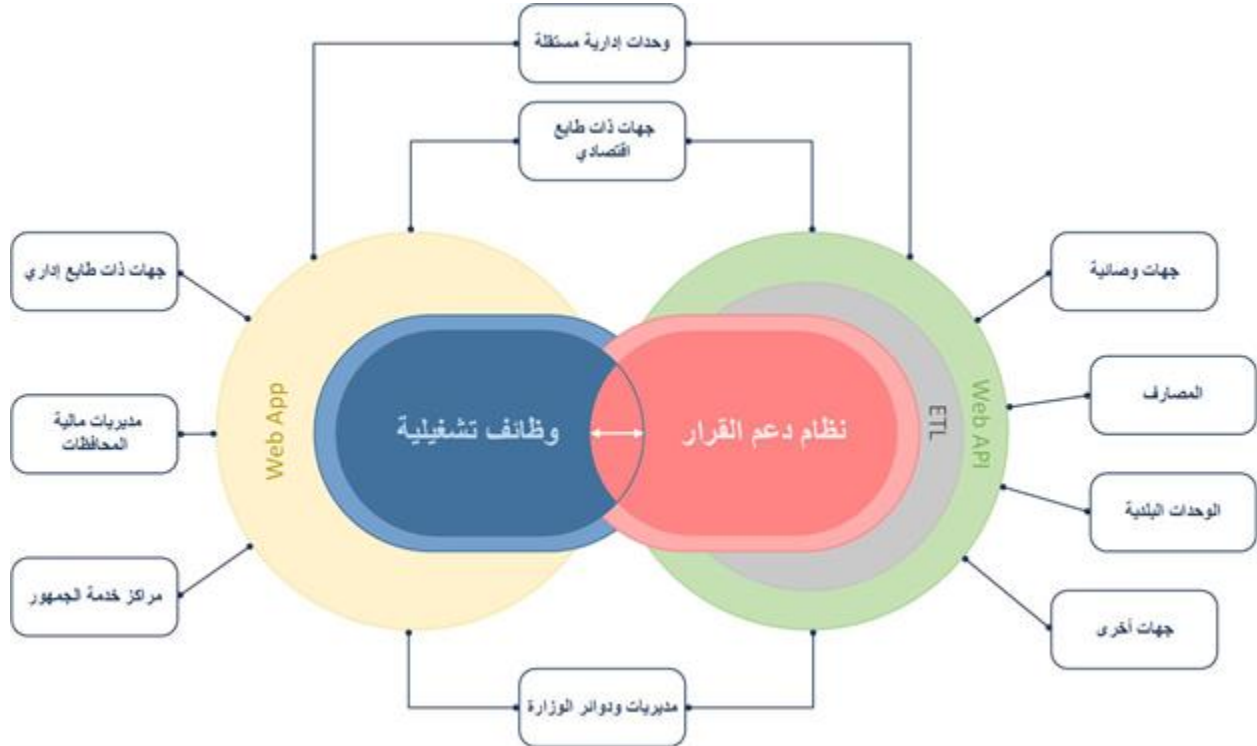 وحدات إدارية مستقلة
جهات ذات طابع
اقتصادي
جهات وصائية
جهات ذات طابع إداري
المصارف
مديريات مالية
المحافظات
Web App
وظائف تشغيلية
نظام دعم القرار
ETL
Web API
الوحدات البلدية
مراكز خدمة الجمهور
جهات أخرى
مديريات ودوائر الوزارة